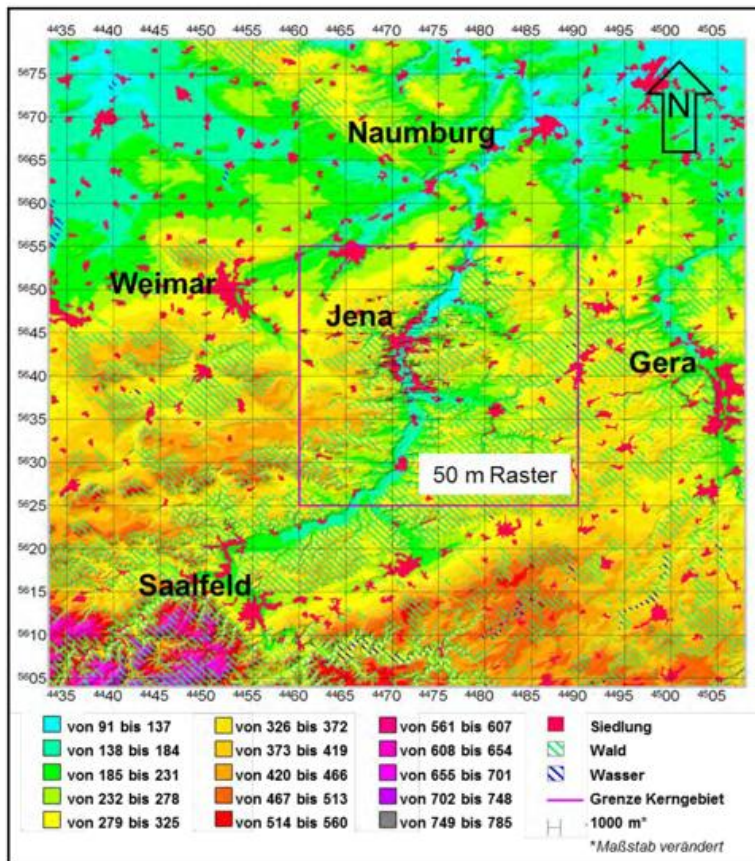 4435 4440 4445 4450 4455 4460 4465 4470 4475 4480 4485 4490 4495 4500 4505
5675
N
5670
Naumburg
5665
5660
5655
Weimar
5650
Jena
5645
Gera
5640
5635
5630
50 m Raster
5625
5620
Saalfeld
5615
5610
5605
4435 4440 4445 4450 4455 4460 4465 4470 4475 4480 4485 4490 4495 4500 4505
von 91 bis 137 von 326 bis 372 von 561 bis 607 Siedlung
von 138 bis 184 von 373 bis 419 von 608 bis 654 Wald
von 185 bis 231 von 420 bis 466 von 655 bis 701 Wasser
von 232 bis 278 von 467 bis 513 von 702 bis 748 Grenze Kerngebiet
von 279 bis 325 von 514 bis 560 von 749 bis 785 1000 m*
*Maßstab verändert